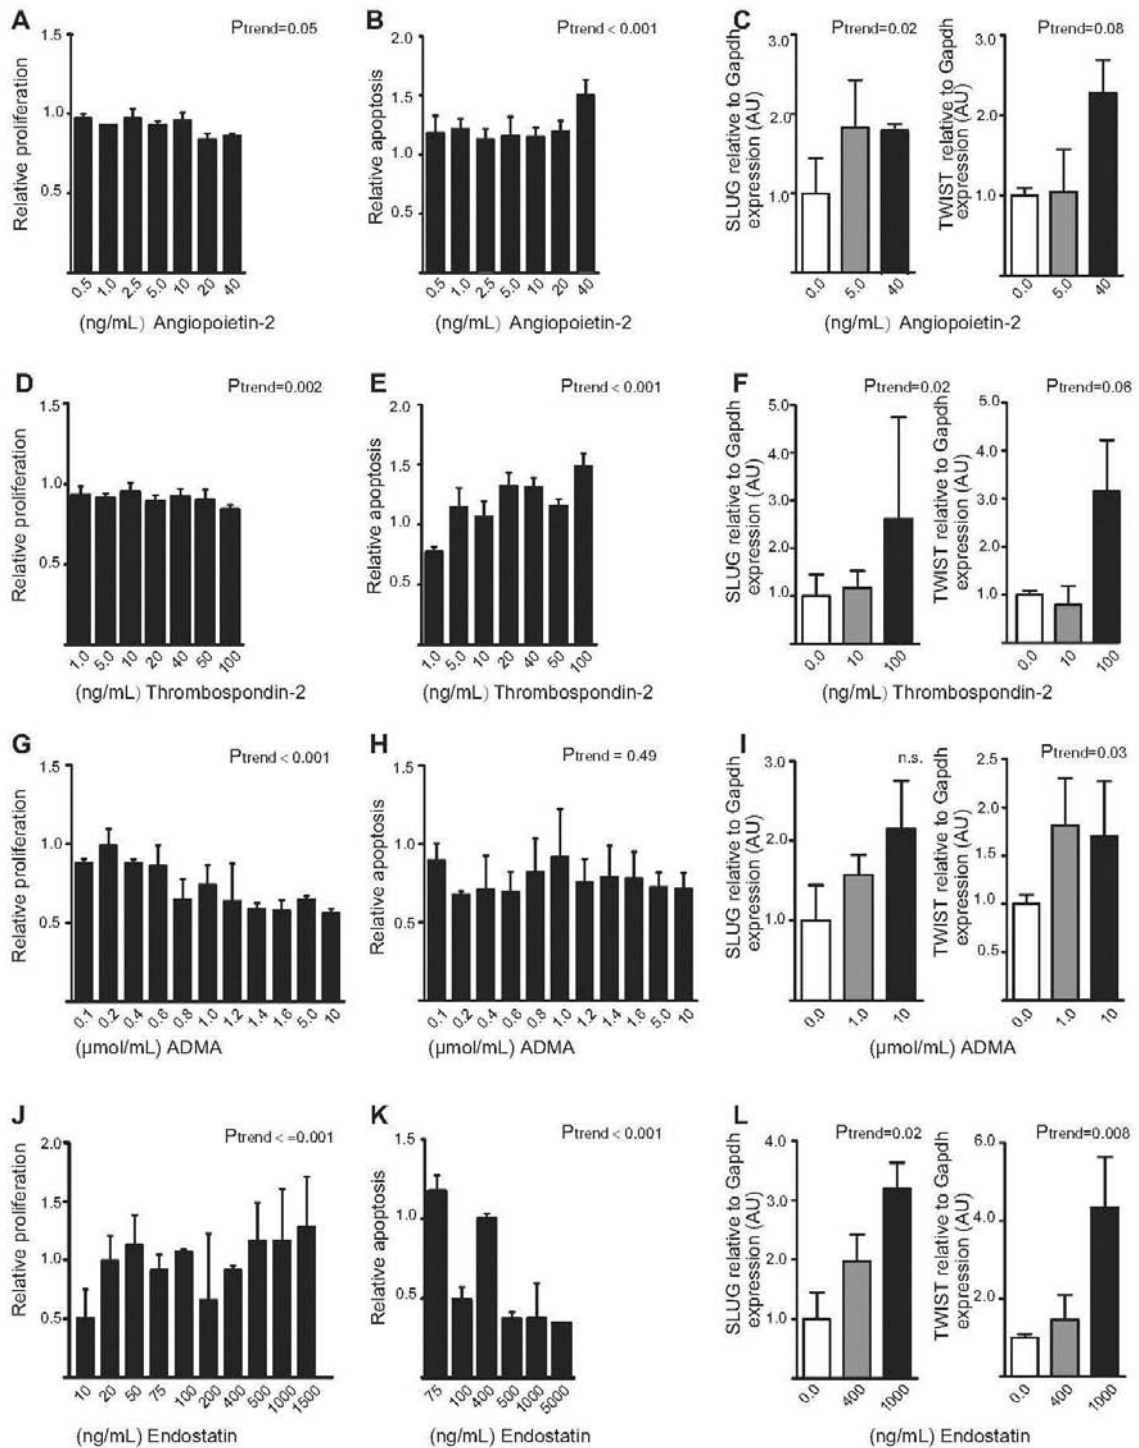 A
Ptrend=0.05
Relative proliferation
1.5
1.0
0.5
0.5 1.0 2.5 5.0 10 20 40
(ng/mL) Angiopoietin-2
B
Ptrend < 0.001
Relative apoptosis
2.0
1.5
1.0
0.5
0.5 1.0 2.5 5.0 10 20 40
(ng/mL) Angiopoietin-2
C
Ptrend=0.02
SLUG relative to Gapdh
expression (AU)
3.0
2.0
1.0
0.0 5.0 40
Ptrend=0.08
TWIST relative to Gapdh
expression (AU)
3.0
2.0
1.0
0.0 5.0 40
(ng/mL) Angiopoietin-2
D
Ptrend=0.002
Relative proliferation
1.5
1.0
0.5
1.0 5.0 10 20 40 50 100
(ng/mL) Thrombospondin-2
E
Ptrend < 0.001
Relative apoptosis
2.0
1.5
1.0
0.5
1.0 5.0 10 20 40 50 100
(ng/mL) Thrombospondin-2
F
Ptrend=0.02
SLUG relative to Gapdh
expression (AU)
5.0
4.0
3.0
2.0
1.0
0.0 10 100
Ptrend=0.06
TWIST relative to Gapdh
expression (AU)
5.0
4.0
3.0
2.0
1.0
0.0 10 100
(ng/mL) Thrombospondin-2
G
Ptrend < 0.001
Relative proliferation
1.5
1.0
0.5
0.1 0.2 0.4 0.6 0.8 1.0 1.2 1.4 1.6 5.0 10
(µmol/mL) ADMA
H
Ptrend = 0.49
Relative apoptosis
1.5
1.0
0.5
0.1 0.2 0.4 0.6 0.8 1.0 1.2 1.4 1.6 5.0 10
(µmol/mL) ADMA
I
n.s.
SLUG relative to Gapdh
expression (AU)
3.0
2.0
1.0
0.0 1.0 10
Ptrend=0.03
TWIST relative to Gapdh
expression (AU)
2.5
2.0
1.5
1.0
0.5
0.0 1.0 10
(µmol/mL) ADMA
J
Ptrend < =0.001
Relative proliferation
2.0
1.5
1.0
0.5
10 20 50 75 100 200 400 500 1000 1500
(ng/mL) Endostatin
K
Ptrend < 0.001
Relative apoptosis
1.5
1.0
0.5
75 100 400 500 1000 5000
(ng/mL) Endostatin
L
Ptrend=0.02
SLUG relative to Gapdh
expression (AU)
4.0
3.0
2.0
1.0
0.0 400 1000
Ptrend=0.008
TWIST relative to Gapdh
expression (AU)
6.0
4.0
2.0
0.0 400 1000
(ng/mL) Endostatin